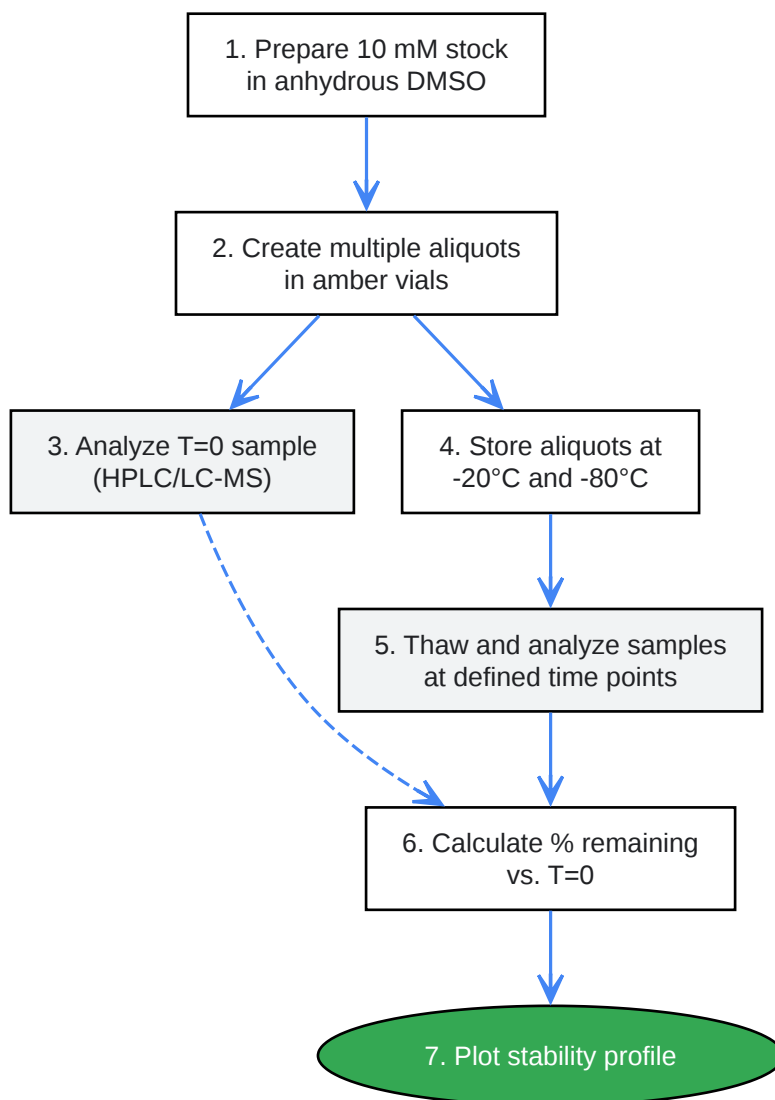 1. Prepare 10 mM stock
in anhydrous DMSO
2. Create multiple aliquots
in amber vials
3. Analyze T=0 sample
(HPLC/LC-MS)
4. Store aliquots at
-20°C and -80°C
5. Thaw and analyze samples
at defined time points
6. Calculate % remaining
vs. T=0
7. Plot stability profile